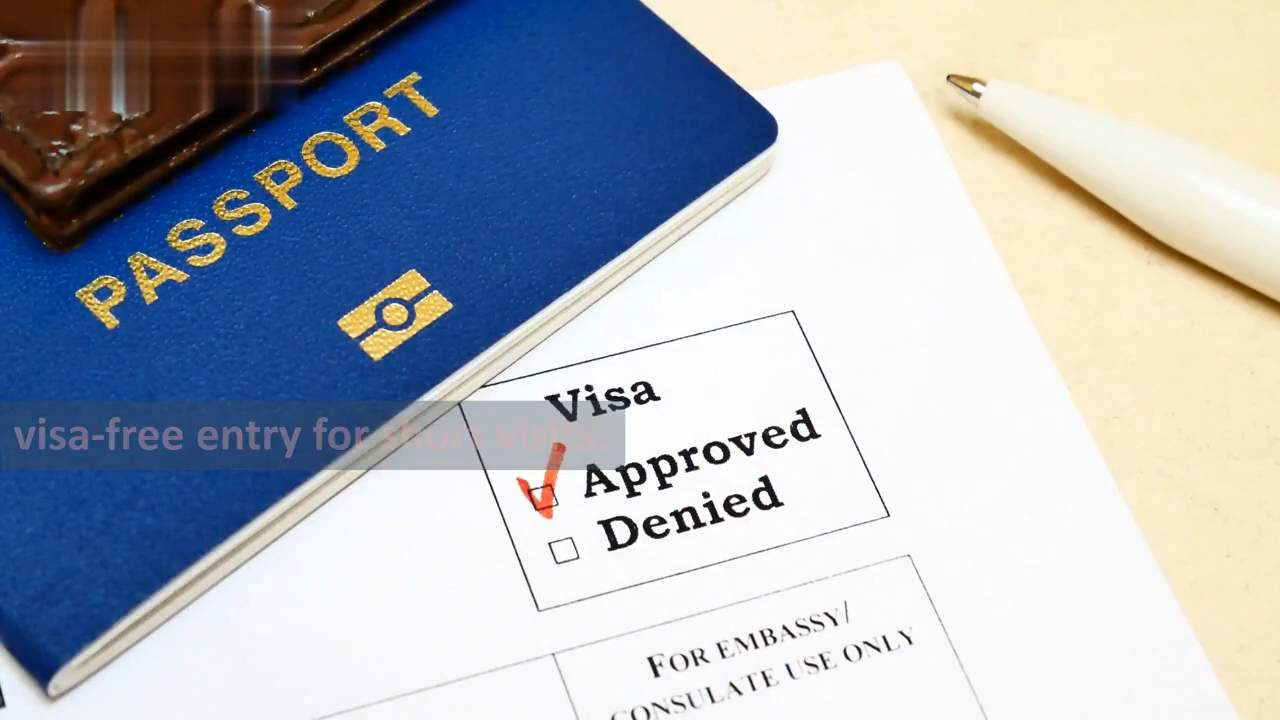 PASSPORT
visa-free entry for short visits.
Visa
Approved
Denied
FOR EMBASSY/
CONSULATE USE ONLY